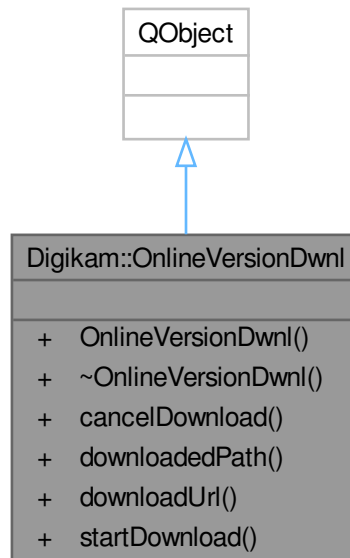 QObject
Digikam::OnlineVersionDwnl
+ OnlineVersionDwnl()
+ ~OnlineVersionDwnl()
+ cancelDownload()
+ downloadedPath()
+ downloadUrl()
+ startDownload()